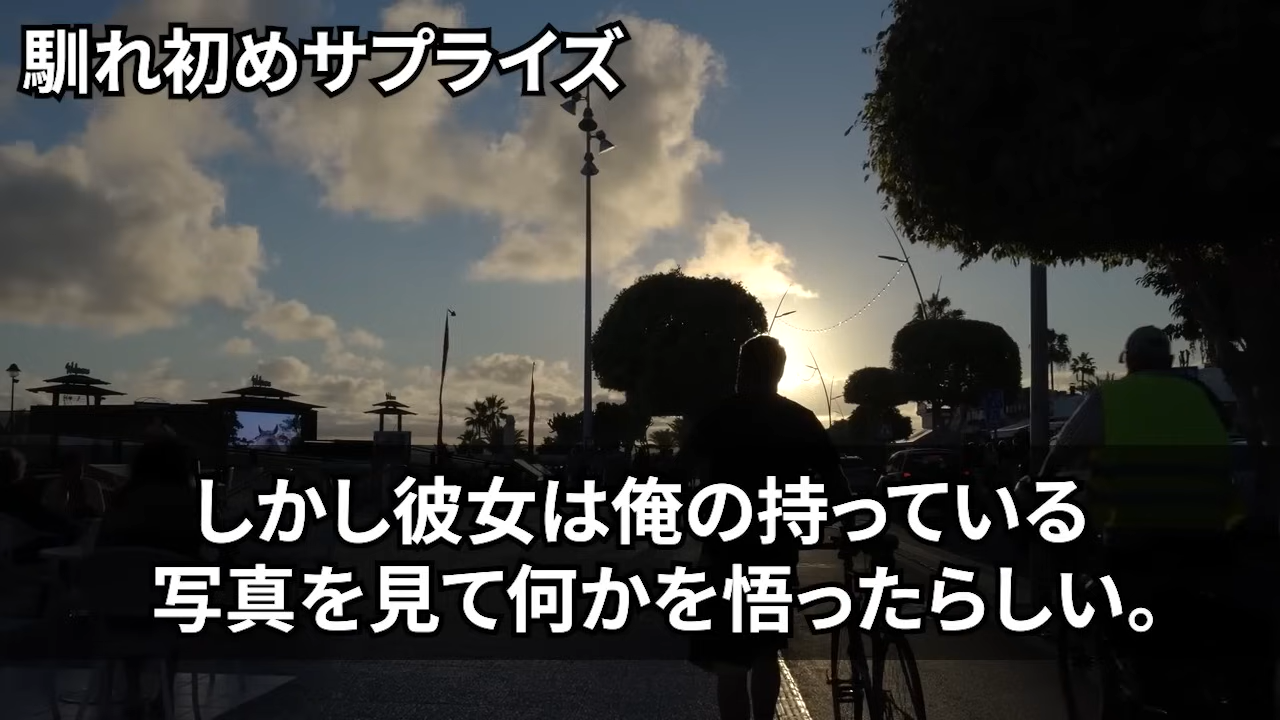 馴れ初めサプライズ
しかし彼女は俺の持っている
写真を見て何かを悟ったらしい。